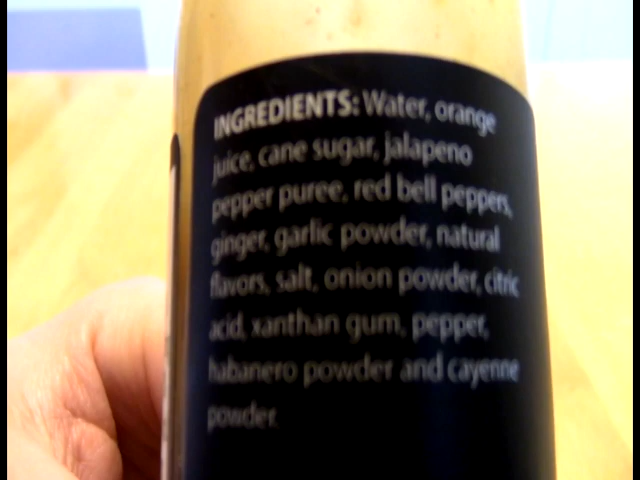 INGREDIENTS: Water, orange
juice, cane sugar, jalapeno
pepper puree, red bell peppers,
ginger, garlic powder, natural
flavors, salt, onion powder, citric
acid, xanthan gum, pepper,
habanero powder and cayenne
powder.